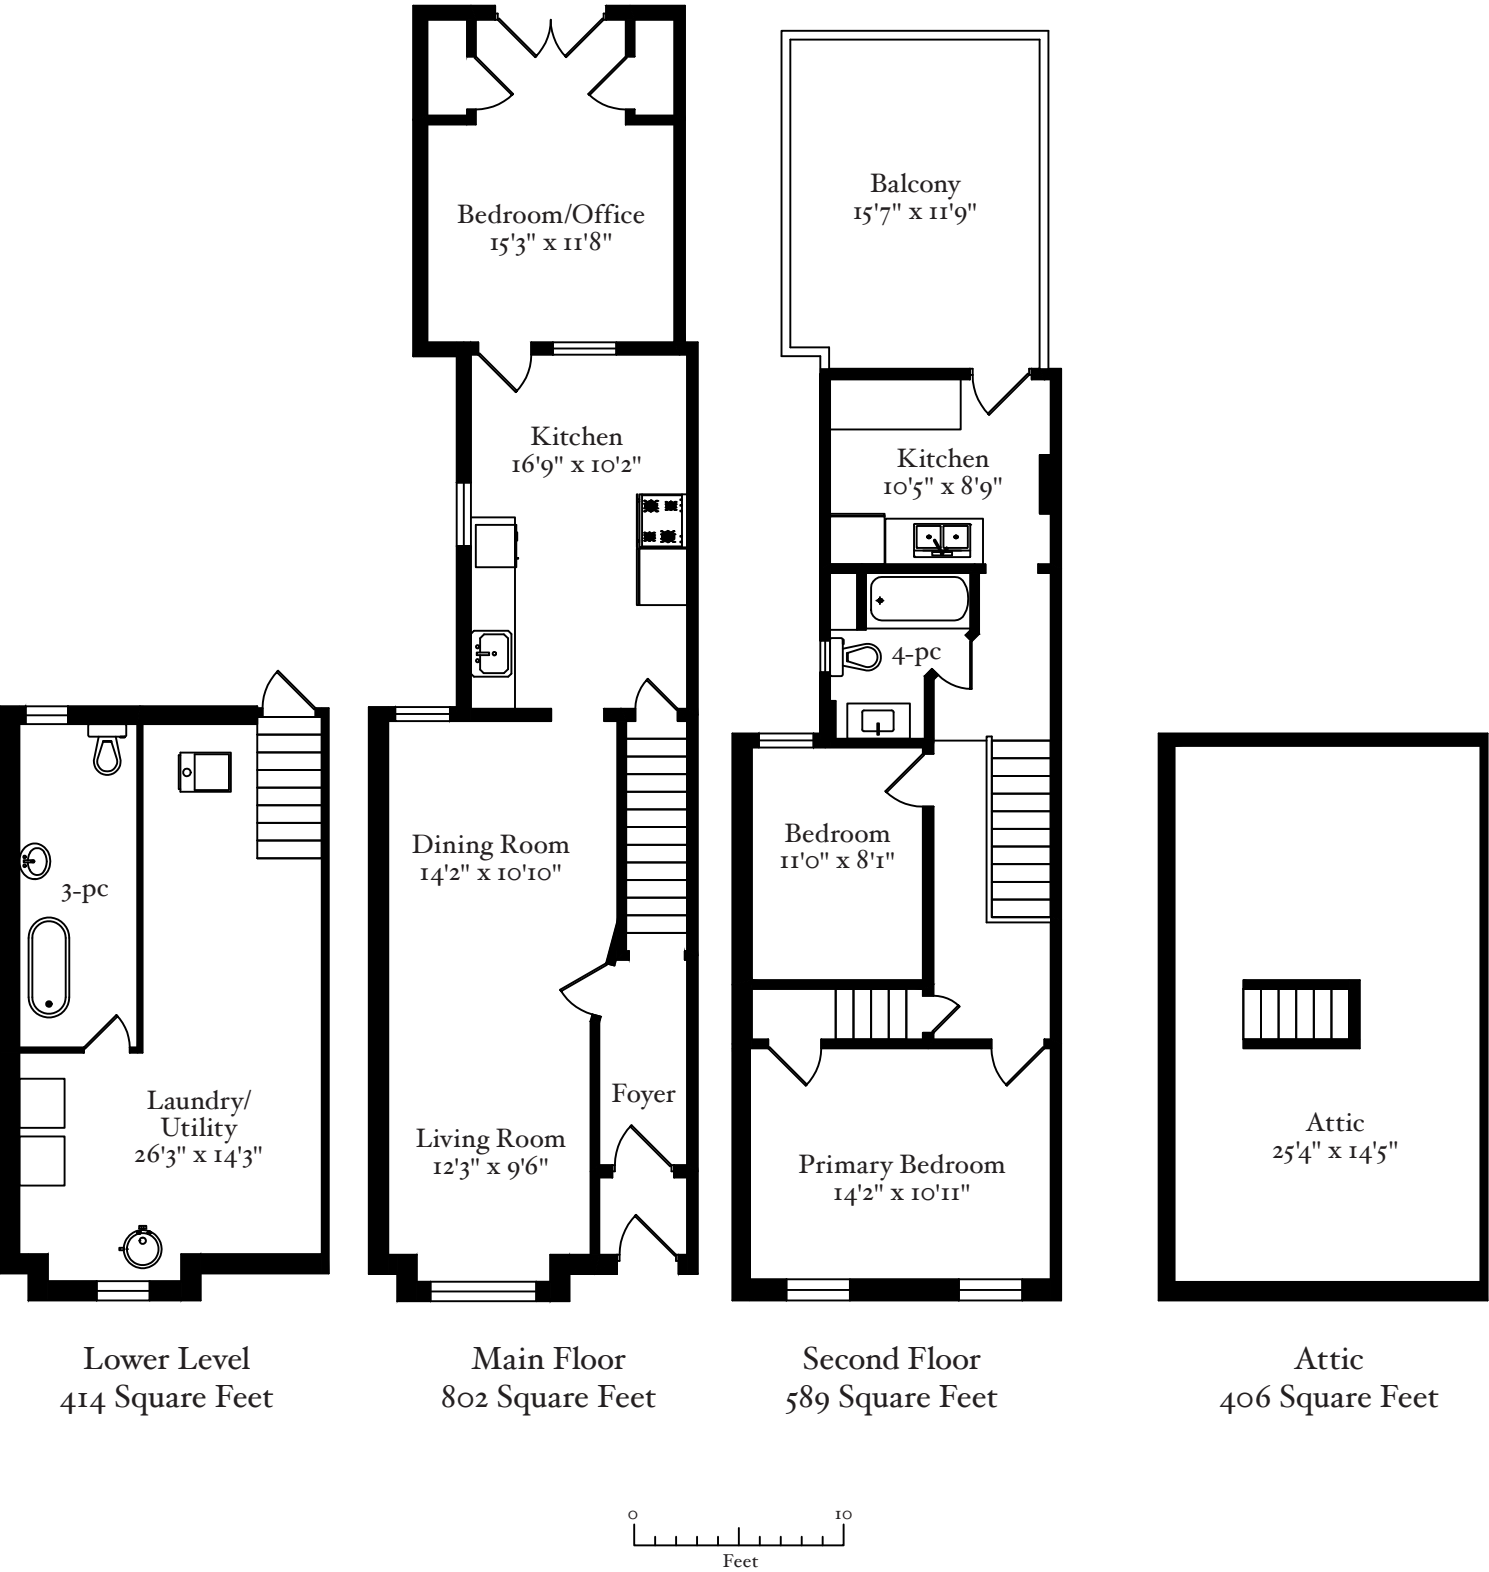 Balcony
15'7" x 11'9"
Bedroom/Office
15'3" x 11'8"
Kitchen
16'9" x 10'2"
Kitchen
10'5" x 8'9"
4-pc
Dining Room
14'2" x 10'10"
Bedroom
11'0" x 8'1"
3-pc
Laundry/
Utility
26'3" x 14'3"
Foyer
Living Room
12'3" x 9'6"
Primary Bedroom
14'2" x 10'11"
Attic
25'4" x 14'5"
Lower Level
414 Square Feet
Main Floor
802 Square Feet
Second Floor
589 Square Feet
Attic
406 Square Feet
0 10
Feet